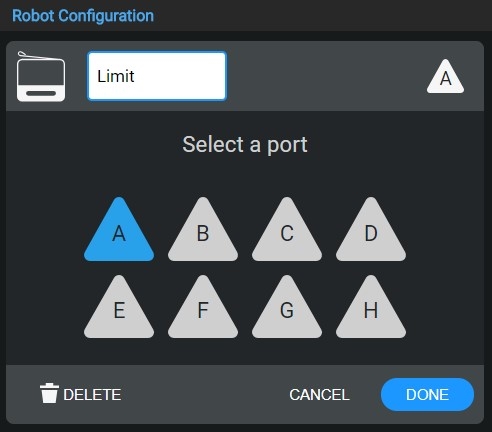 Robot Configuration
Limit
A
Select a port
A B C D
E F G H
DELETE CANCEL DONE